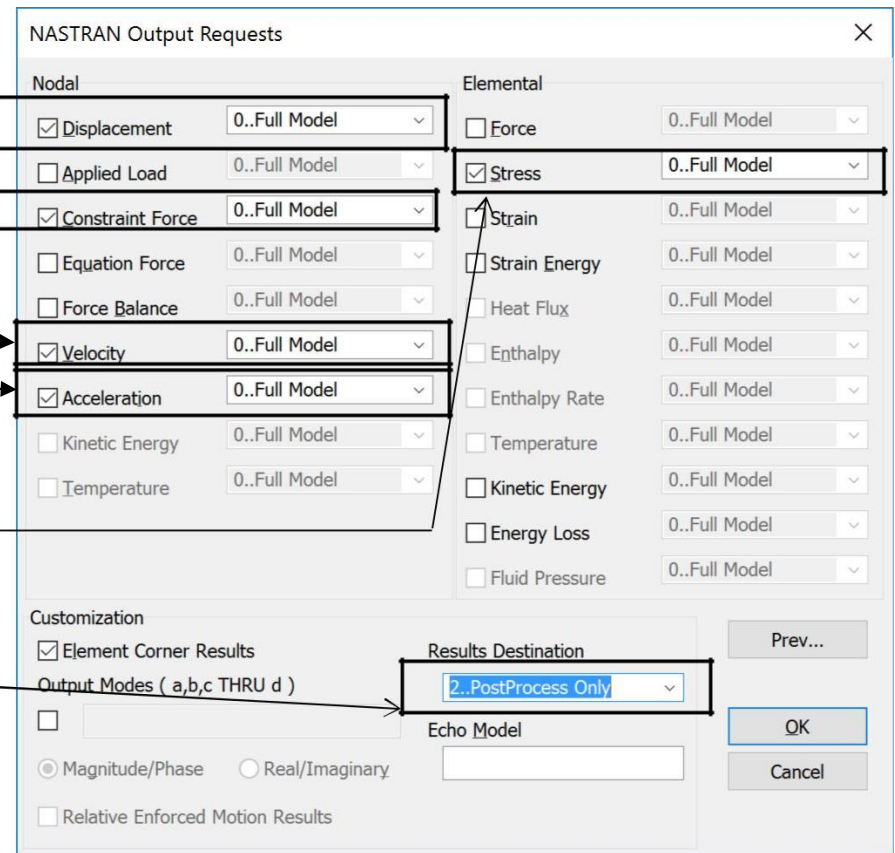 NASTRAN Output Requests
Nodal
Displacement 0..Full Model
Applied Load 0..Full Model
Constraint Force 0..Full Model
Equation Force 0..Full Model
Force Balance 0..Full Model
Velocity 0..Full Model
Acceleration 0..Full Model
Kinetic Energy 0..Full Model
Temperature 0..Full Model
Elemental
Force 0..Full Model
Stress 0..Full Model
Strain 0..Full Model
Strain Energy 0..Full Model
Heat Flux 0..Full Model
Enthalpy 0..Full Model
Enthalpy Rate 0..Full Model
Temperature 0..Full Model
Kinetic Energy 0..Full Model
Energy Loss 0..Full Model
Fluid Pressure 0..Full Model
Customization
Element Corner Results
Output Modes ( a,b,c THRU d )
Magnitude/Phase Real/Imaginary
Relative Enforced Motion Results
Results Destination
2..PostProcess Only
Echo Model
Prev...
OK
Cancel